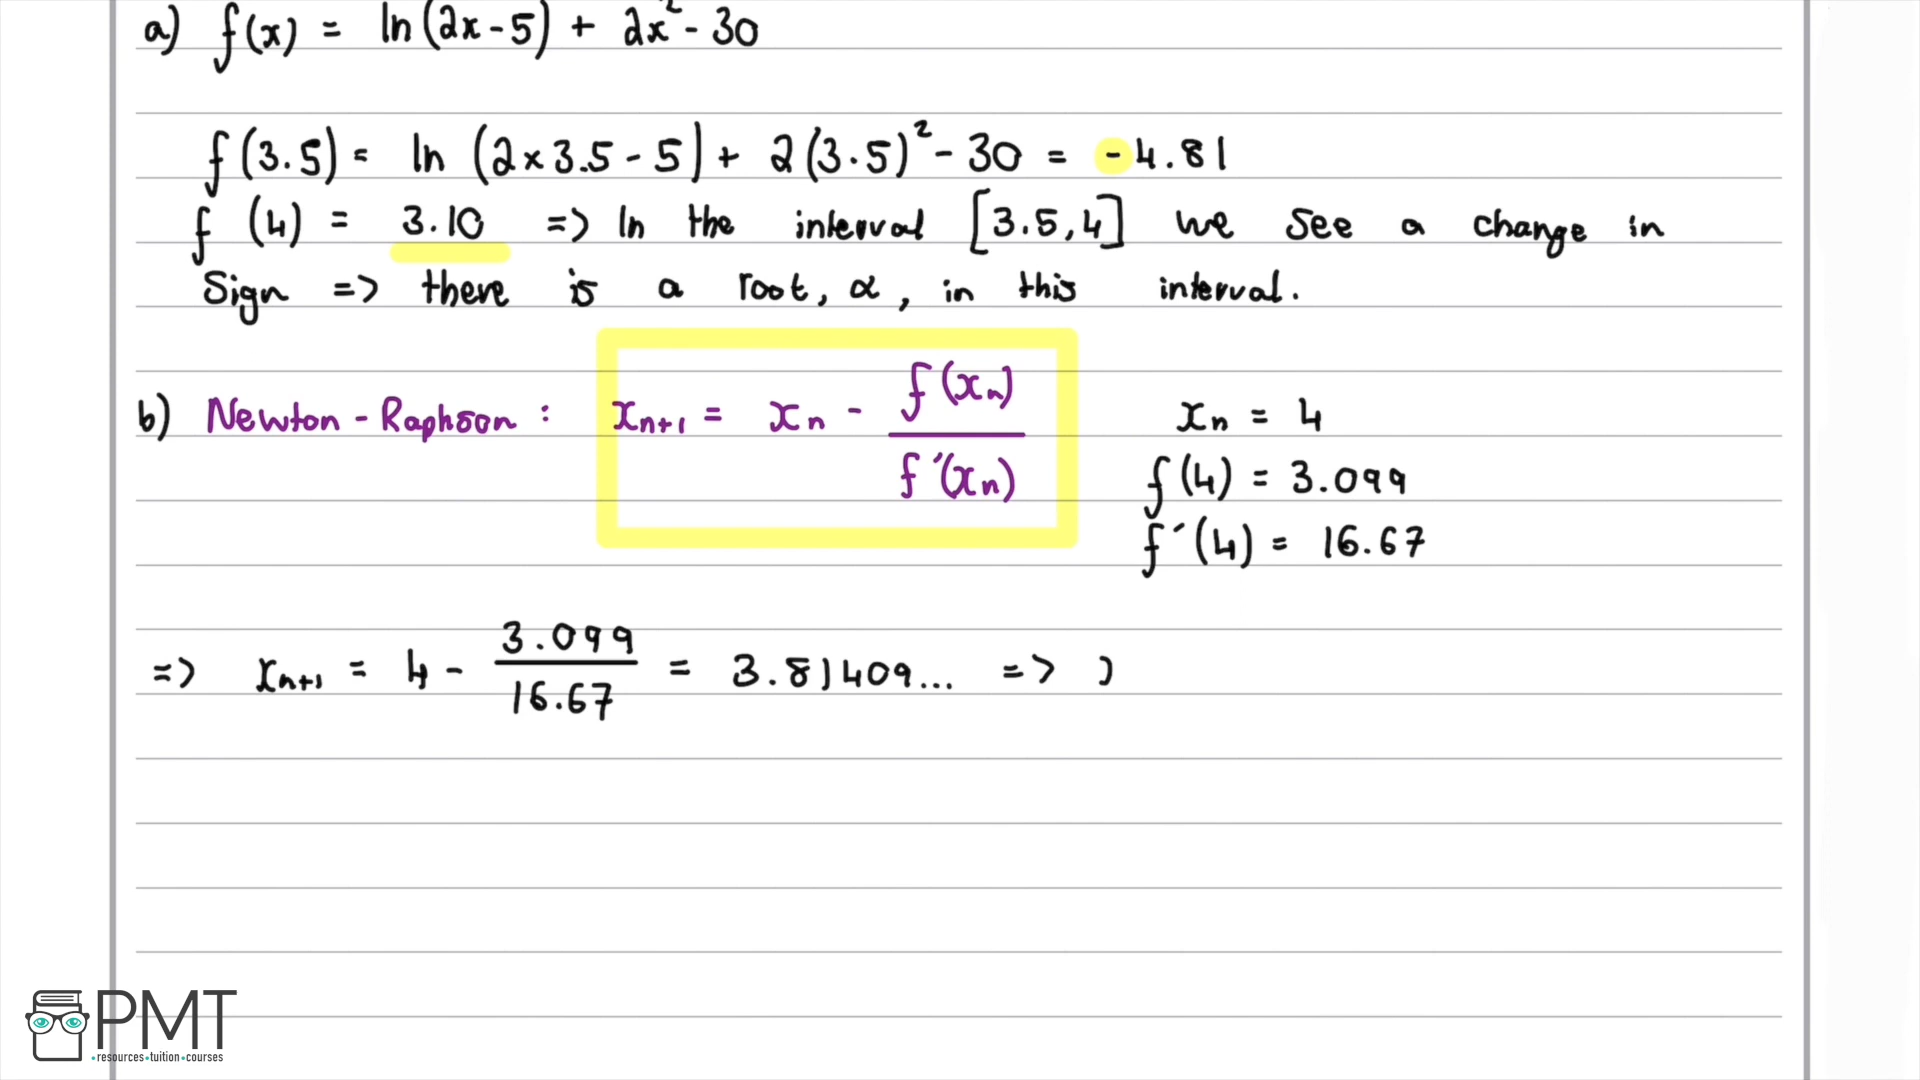 a) f(x) = ln(2x-5) + 2x² - 30
f(3.5) = ln (2×3.5-5) + 2(3.5)² - 30 = -4.81
f (4) = 3.10 => In the interval [3.5,4] we see a change in
Sign => there is a root, α, in this interval.
b) Newton-Raphson: xₙ₊₁ = xₙ - f(xₙ) / f'(xₙ)
xₙ = 4
f(4) = 3.099
f'(4) = 16.67
=> xₙ₊₁ = 4 - 3.099 / 16.67 = 3.81409... =>
PMT
•resources•tuition•courses